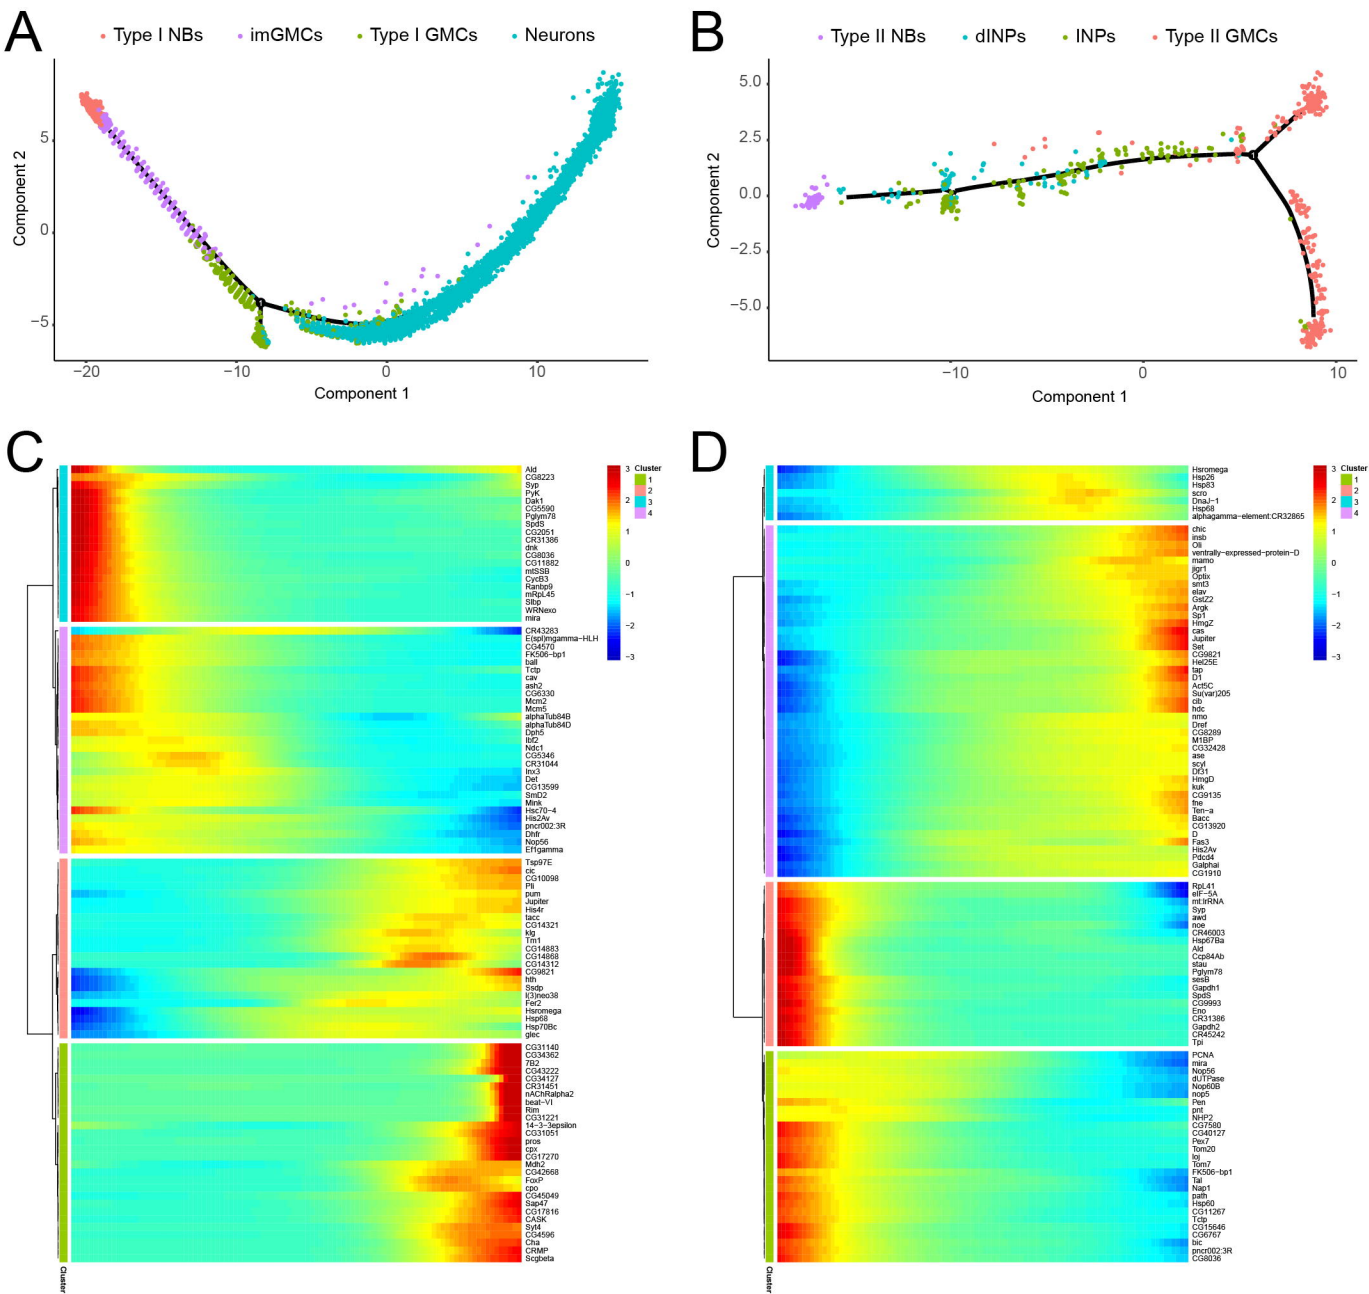 A
Type I NBs
imGMCs
Type I GMCs
Neurons
Component 2
5
0
−5
−20
−10
0
10
Component 1
B
Type II NBs
dINPs
INPs
Type II GMCs
Component 2
5.0
2.5
0.0
−2.5
−5.0
−10
0
10
Component 1
C
Ald
CG8223
Syp
PyK
Dak1
CG5590
Pglym78
SpdS
CG2051
CR31386
dnk
CG8036
CG11882
mtSSB
CycB3
Ranbp9
mRpL45
Slbp
WRNexo
mira
CR43283
E(spl)mgamma−HLH
CG4570
FK506−bp1
ball
Tctp
cav
ash2
CG6330
Mcm2
Mcm5
alphaTub84B
alphaTub84D
Dph5
lbf2
Ndc1
CG5346
CR31044
Inx3
Det
CG13599
SmD2
Mink
Hsc70−4
His2Av
pncr002:3R
Dhfr
Nop56
Ef1gamma
Tsp97E
cic
CG10098
Pli
pum
Jupiter
His4r
tacc
CG14321
klg
Tm1
CG14883
CG14868
CG14312
CG9821
hth
Ssdp
l(3)neo38
Fer2
Hsromega
Hsp68
Hsp70Bc
glec
CG31140
CG34362
7B2
CG43222
CG34127
CR31451
nAChRalpha2
beat−VI
Rim
CG31221
14−3−3epsilon
CG31051
pros
cpx
CG17270
Mdh2
CG42668
FoxP
cpo
CG45049
Sap47
CG17816
CASK
Syt4
CG4596
Cha
CRMP
Scgbeta
Cluster
3
2
1
0
−1
−2
−3
Cluster
1
2
3
4
D
Hsromega
Hsp26
Hsp83
scro
DnaJ−1
Hsp68
alphagamma−element:CR32865
chic
insb
Oli
ventrally−expressed−protein−D
mamo
jigr1
Optix
smt3
elav
GstZ2
Argk
Sp1
HmgZ
cas
Jupiter
Set
CG9821
Hel25E
tap
D1
Act5C
Su(var)205
cib
hdc
nmo
Dref
CG8289
M1BP
CG32428
ase
scyl
Df31
HmgD
kuk
CG9135
fne
Ten−a
Bacc
CG13920
D
Fas3
His2Av
Pdcd4
Galphai
CG1910
RpL41
eIF−5A
mt:lrRNA
Syp
awd
noe
CR46003
Hsp67Ba
Ald
Ccp84Ab
stau
Pglym78
sesB
Gapdh1
SpdS
CG9993
Eno
CR31386
Gapdh2
CR45242
Tpi
PCNA
mira
Nop56
dUTPase
Nop60B
nop5
Pen
pnt
NHP2
CG7580
CG40127
Pex7
Tom20
loj
Tom7
FK506−bp1
Tal
Nap1
path
Hsp60
CG11267
Tctp
CG15646
CG6767
bic
pncr002:3R
CG8036
Cluster
3
2
1
0
−1
−2
−3
Cluster
1
2
3
4